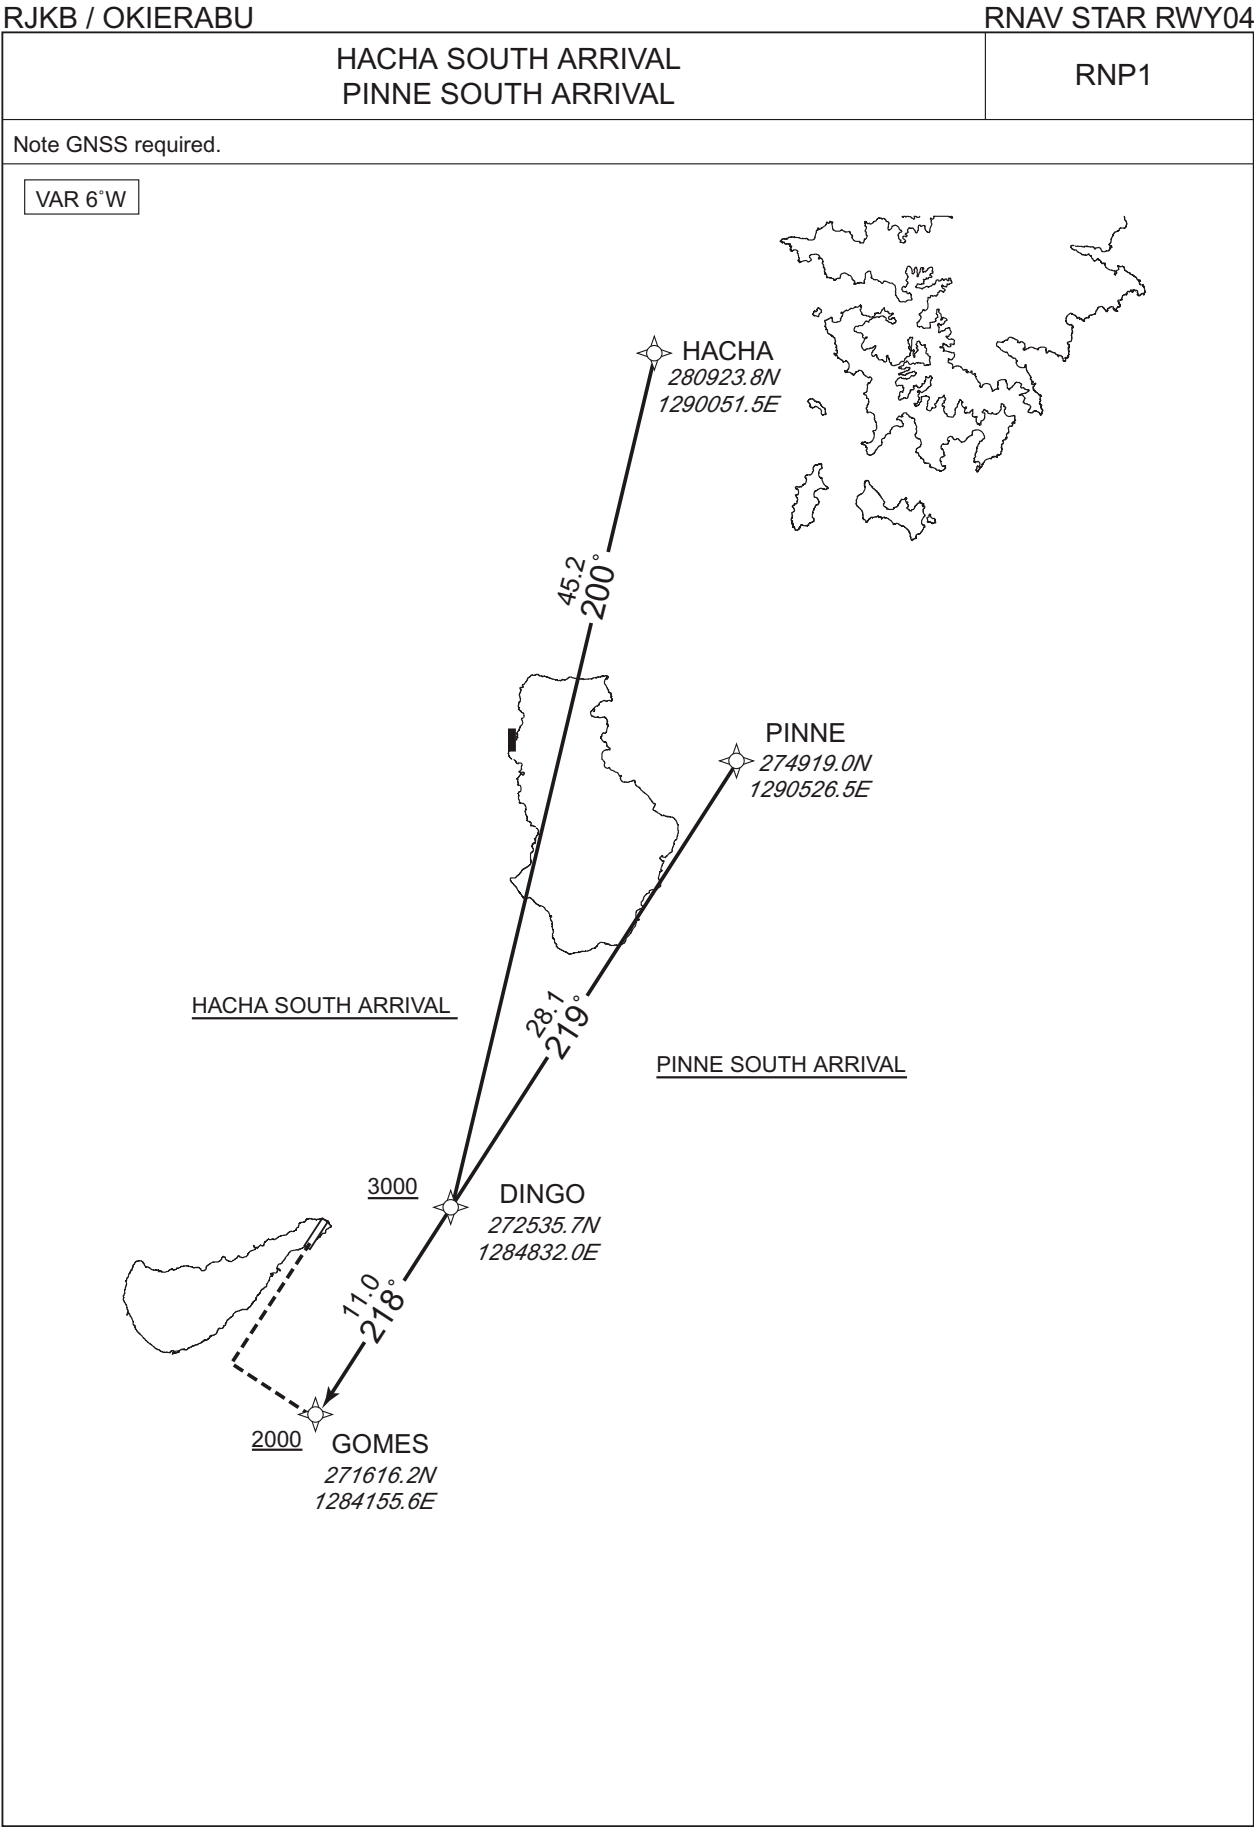 RJKB / OKIERABU
RNAV STAR RWY04
HACHA SOUTH ARRIVAL
PINNE SOUTH ARRIVAL
RNP1
Note GNSS required.
VAR 6°W
HACHA
280923.8N
1290051.5E
45.2
200°
PINNE
274919.0N
1290526.5E
28.1
219°
HACHA SOUTH ARRIVAL
PINNE SOUTH ARRIVAL
3000
DINGO
272535.7N
1284832.0E
11.0
218°
2000
GOMES
271616.2N
1284155.6E